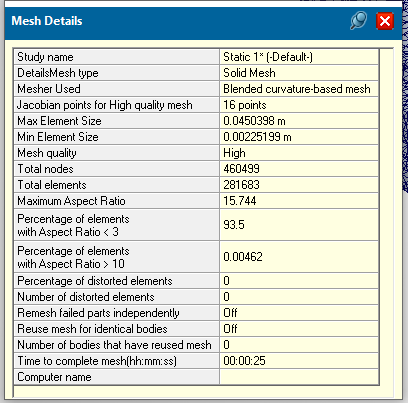 Mesh Details
Study name Static 1* (-Default-)
DetailsMesh type Solid Mesh
Mesher Used Blended curvature-based mesh
Jacobian points for High quality mesh 16 points
Max Element Size 0.0450398 m
Min Element Size 0.00225199 m
Mesh quality High
Total nodes 460499
Total elements 281683
Maximum Aspect Ratio 15.744
Percentage of elements
with Aspect Ratio < 3 93.5
Percentage of elements
with Aspect Ratio > 10 0.00462
Percentage of distorted elements 0
Number of distorted elements 0
Remesh failed parts independently Off
Reuse mesh for identical bodies Off
Number of bodies that have reused mesh 0
Time to complete mesh(hh:mm:ss) 00:00:25
Computer name